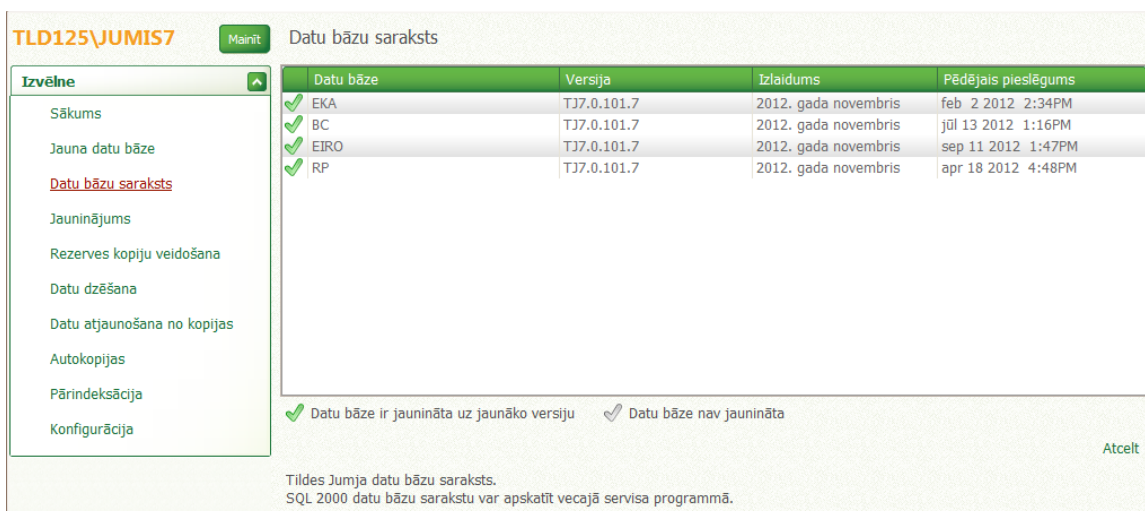 TLD125\JUMIS7
Mainīt
Datu bāzu saraksts
Izvēlne
Sākums
Jauna datu bāze
Datu bāzu saraksts
Jauninājums
Rezerves kopiju veidošana
Datu dzēšana
Datu atjaunošana no kopijas
Autokopijas
Pārindeksācija
Konfigurācija
Datu bāze Versija Izlaidums Pēdējais pieslēgums
EKA TJ7.0.101.7 2012. gada novembris feb 2 2012 2:34PM
BC TJ7.0.101.7 2012. gada novembris jūl 13 2012 1:16PM
EIRO TJ7.0.101.7 2012. gada novembris sep 11 2012 1:47PM
RP TJ7.0.101.7 2012. gada novembris apr 18 2012 4:48PM
Datu bāze ir jaunināta uz jaunāko versiju Datu bāze nav jaunināta
Atcelt
Tildes Jumja datu bāzu saraksts.
SQL 2000 datu bāzu sarakstu var apskatīt vecajā servisa programmā.